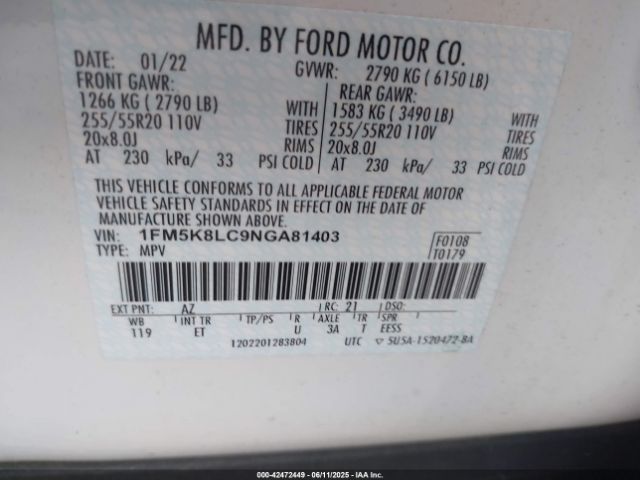 MFD. BY FORD MOTOR CO.
DATE: 01/22 GVWR: 2790 KG ( 6150 LB)
FRONT GAWR: REAR GAWR:
1266 KG ( 2790 LB) WITH 1583 KG ( 3490 LB) WITH
255/55R20 110V TIRES 255/55R20 110V TIRES
20x8.0J RIMS 20x8.0J RIMS
AT 230 kPa/ 33 PSI COLD AT 230 kPa/ 33 PSI COLD
THIS VEHICLE CONFORMS TO ALL APPLICABLE FEDERAL MOTOR
VEHICLE SAFETY STANDARDS IN EFFECT ON THE DATE OF
MANUFACTURE SHOWN ABOVE.
VIN: 1FM5K8LC9NGA81403 F0108
TYPE: MPV T0179
EXT PNT: AZ RC: 21 DSO:
WB INT TR TP/PS R AXLE TR SPR
119 ET U 3A T EESS
1202201283804 UTC ▽ 5U5A-1520472-BA
000-42472449 - 06/11/2025 - IAA Inc.